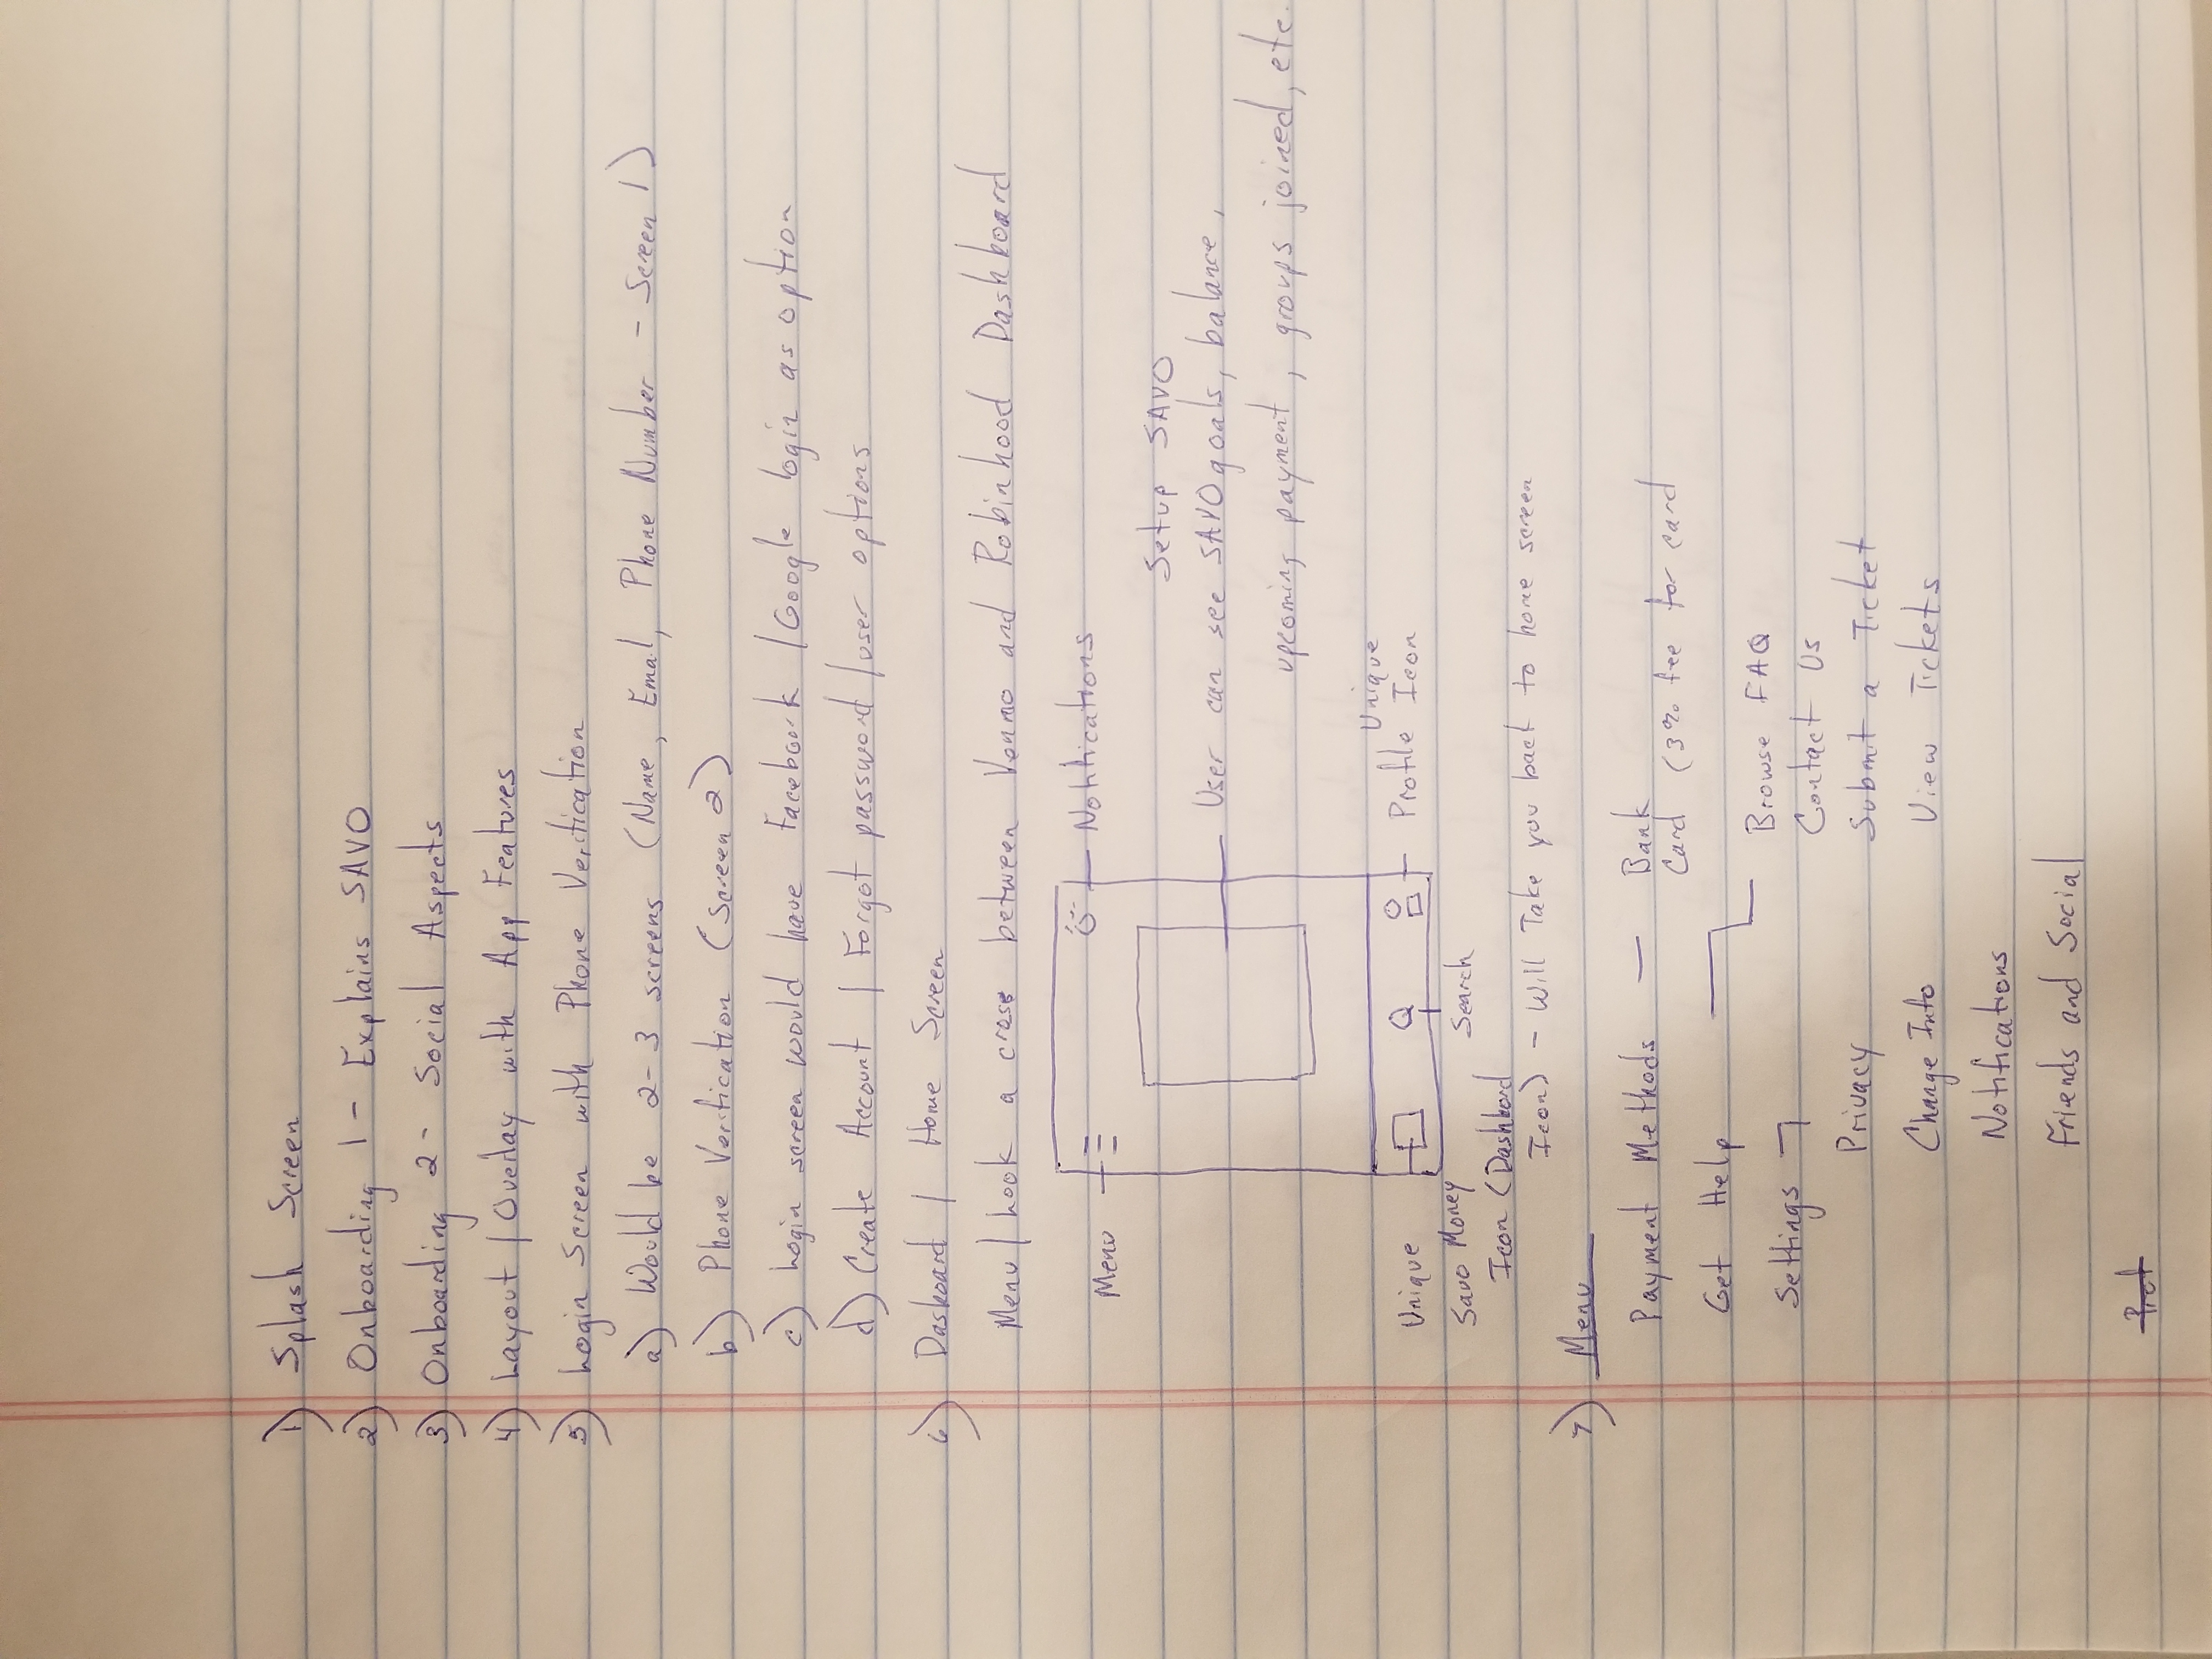 1) Splash Screen
2) Onboarding 1 - Explains SAVO
3) Onboarding 2 - Social Aspects
4) Layout / Overlay with App Features
5) Login Screen with Phone Verification
a) Would be 2-3 screens (Name, Email, Phone Number - Screen 1)
b) Phone Verification (Screen 2)
c) Login screen would have Facebook / Google login as option
d) Create Account / Forgot password / user options
6) Dasboard / Home Screen
Menu / Look a cross between Venmo and Robinhood Dashboard
Menu
Notifications
Setup SAVO
User can see SAVO goals, balance,
upcoming payment, groups joined, etc.
Unique
Profile Icon
Unique
Savo Money
Search
Icon (Dashbord
Icon) - Will Take you back to home screen
7) Menu
Payment Methods — Bank
Card (3% fee for card
Get Help
Browse FAQ
Settings
Contact Us
Privacy
Submit a Ticket
Change Info
View Tickets
Notifications
Friends and Social